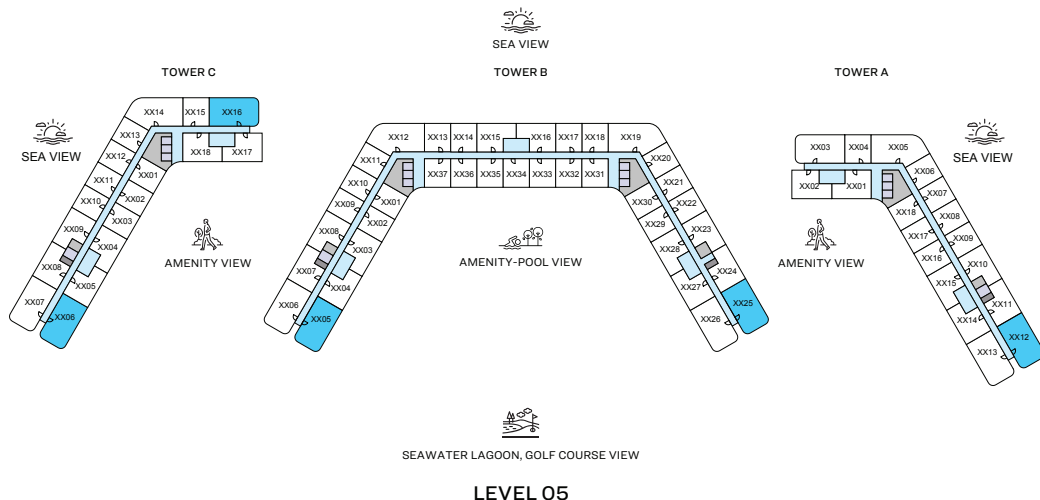 SEA VIEW
TOWER C
TOWER B
TOWER A
SEA VIEW
SEA VIEW
XX14
XX15
XX16
XX13
XX12
XX11
XX10
XX09
XX08
XX07
XX06
XX18
XX17
XX01
XX02
XX03
XX04
XX05
AMENITY VIEW
XX12
XX13
XX14
XX15
XX16
XX17
XX18
XX19
XX11
XX10
XX09
XX08
XX07
XX06
XX05
XX01
XX03
XX04
XX37
XX36
XX35
XX34
XX33
XX32
XX31
XX20
XX21
XX22
XX23
XX24
XX25
XX30
XX29
XX28
XX27
XX26
AMENITY-POOL VIEW
XX03
XX04
XX05
XX02
XX01
XX06
XX07
XX08
XX09
XX10
XX11
XX12
XX18
XX17
XX16
XX15
XX14
XX13
AMENITY VIEW
SEAWATER LAGOON, GOLF COURSE VIEW
LEVEL 05